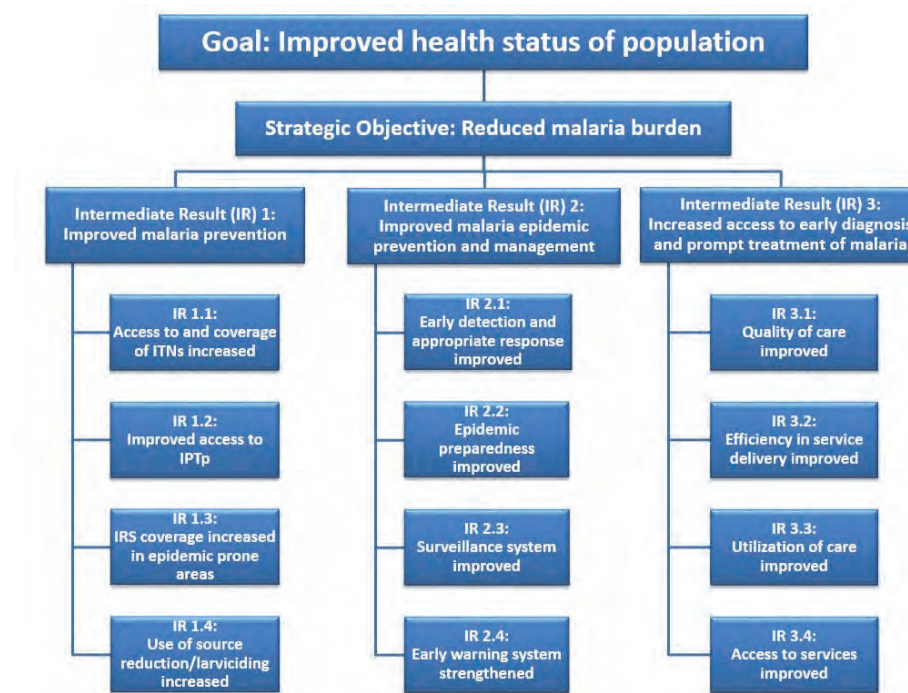 Goal: Improved health status of population
Strategic Objective: Reduced malaria burden
Intermediate Result (IR) 1:
Improved malaria prevention
IR 1.1:
Access to and coverage
of ITNs increased
IR 1.2:
Improved access to
IPTp
IR 1.3:
IRS coverage increased
in epidemic prone
areas
IR 1.4:
Use of source
reduction/larviciding
increased
Intermediate Result (IR) 2:
Improved malaria epidemic
prevention and management
IR 2.1:
Early detection and
appropriate response
improved
IR 2.2:
Epidemic
preparedness
improved
IR 2.3:
Surveillance system
improved
IR 2.4:
Early warning system
strengthened
Intermediate Result (IR) 3:
Increased access to early diagnosis
and prompt treatment of malaria
IR 3.1:
Quality of care
improved
IR 3.2:
Efficiency in service
delivery improved
IR 3.3:
Utilization of care
improved
IR 3.4:
Access to services
improved